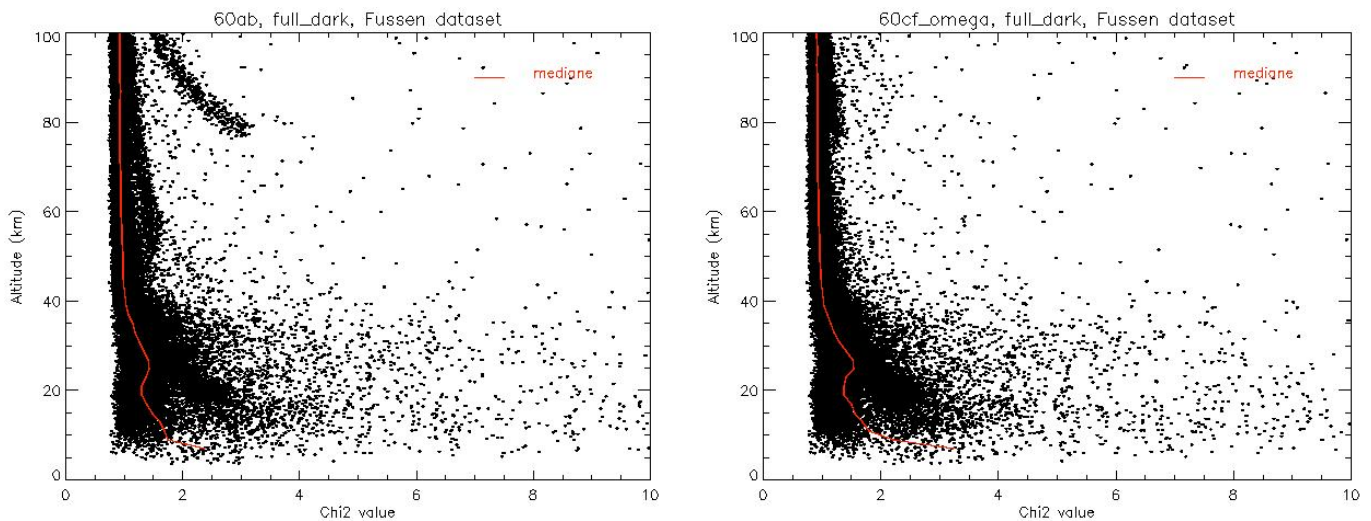 60ab, full_dark, Fussen dataset
100
80
60
40
20
0
Altitude (km)
mediane
0 2 4 6 8 10
Chi2 value
60cf_omega, full_dark, Fussen dataset
100
80
60
40
20
0
Altitude (km)
mediane
0 2 4 6 8 10
Chi2 value